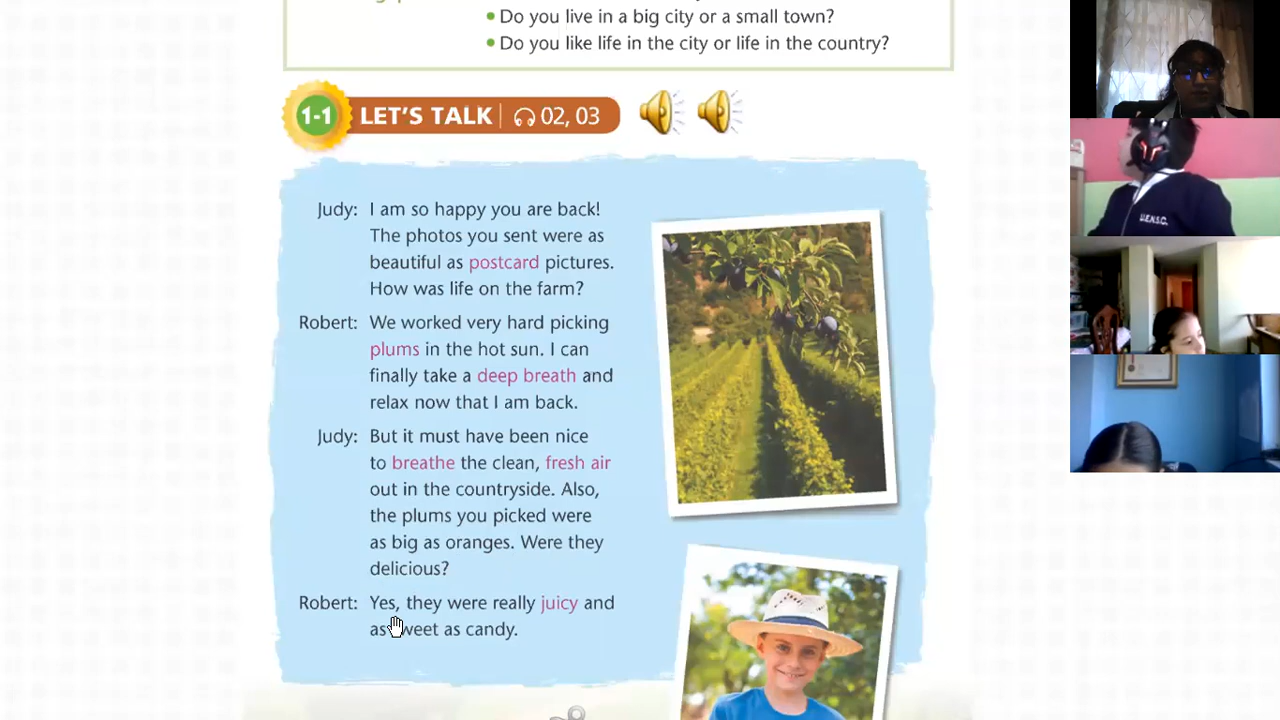 • Do you live in a big city or a small town?
• Do you like life in the city or life in the country?
1-1 LET'S TALK | 02, 03
Judy: I am so happy you are back!
The photos you sent were as
beautiful as postcard pictures.
How was life on the farm?
Robert: We worked very hard picking
plums in the hot sun. I can
finally take a deep breath and
relax now that I am back.
Judy: But it must have been nice
to breathe the clean, fresh air
out in the countryside. Also,
the plums you picked were
as big as oranges. Were they
delicious?
Robert: Yes, they were really juicy and
as sweet as candy.
U.E.N.S.C.